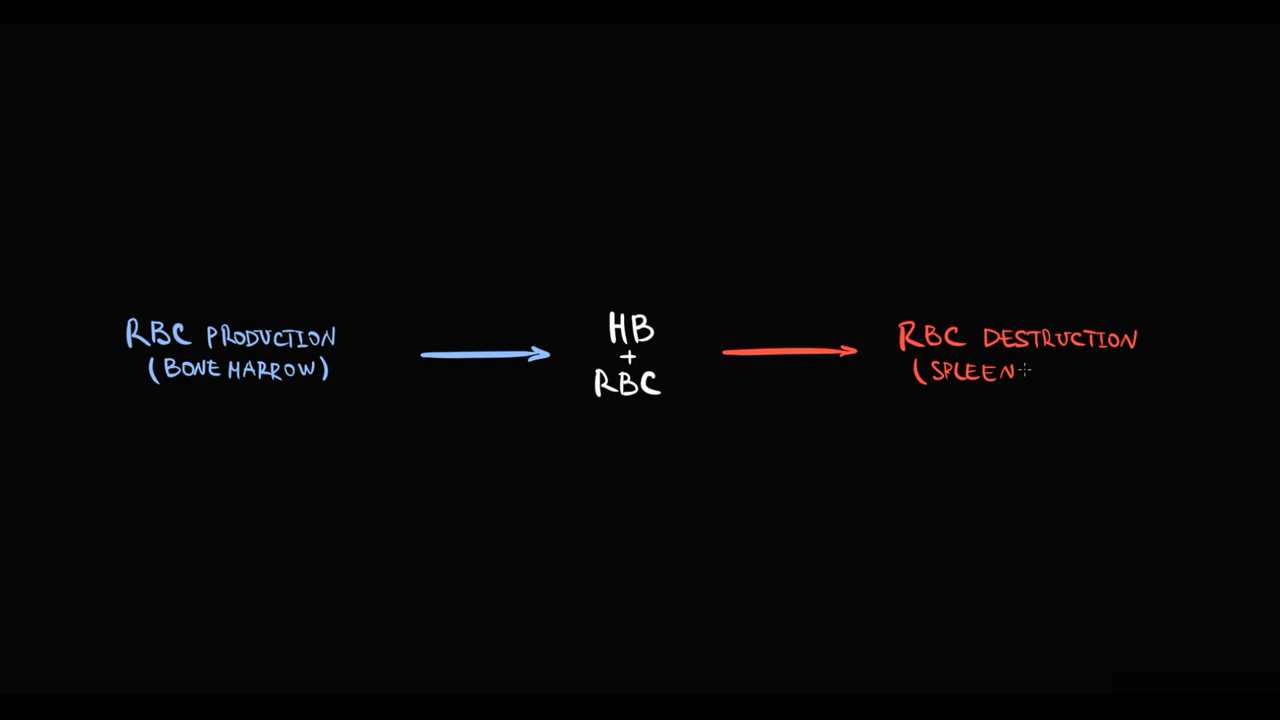 RBC PRODUCTION
(BONE MARROW)
HB
+
RBC
RBC DESTRUCTION
(SPLEEN